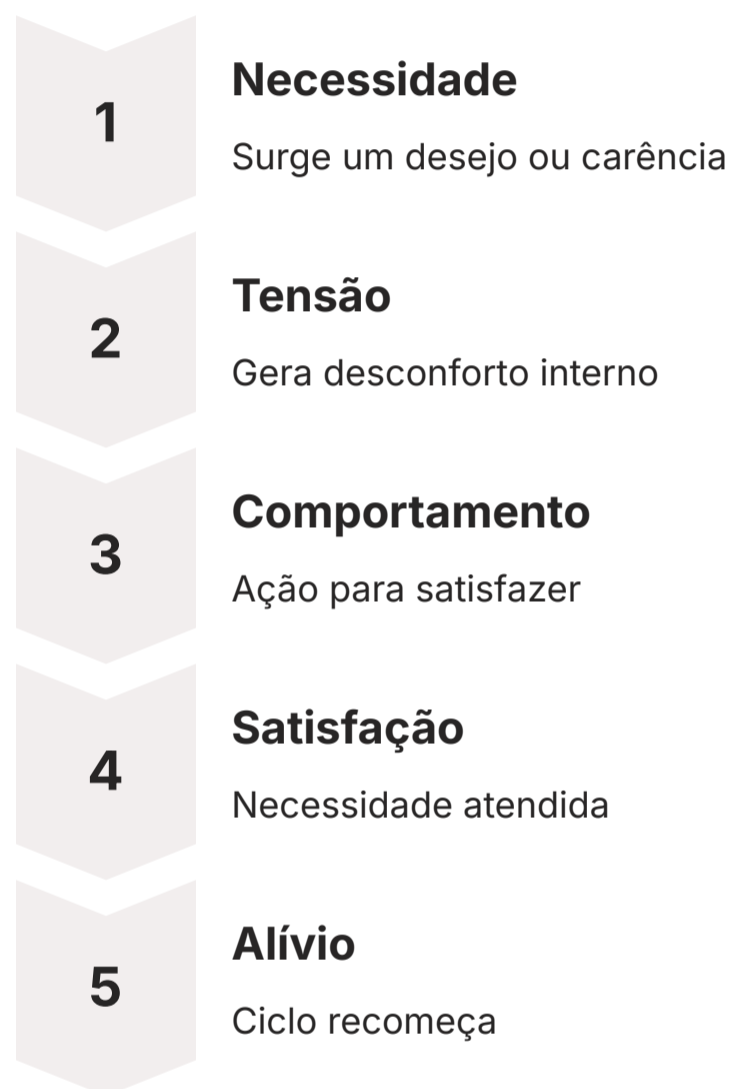 1
Necessidade
Surge um desejo ou carência
2
Tensão
Gera desconforto interno
3
Comportamento
Ação para satisfazer
4
Satisfação
Necessidade atendida
5
Alívio
Ciclo recomeça